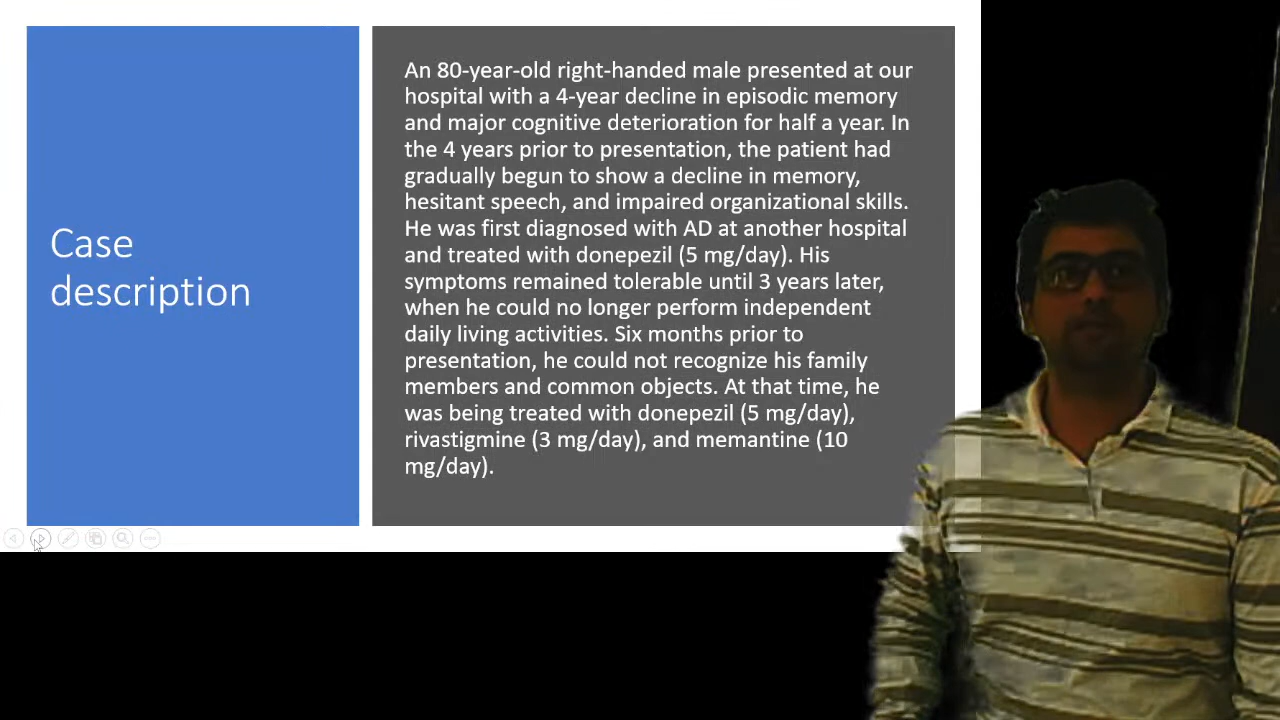 Case
description
An 80-year-old right-handed male presented at our
hospital with a 4-year decline in episodic memory
and major cognitive deterioration for half a year. In
the 4 years prior to presentation, the patient had
gradually begun to show a decline in memory,
hesitant speech, and impaired organizational skills.
He was first diagnosed with AD at another hospital
and treated with donepezil (5 mg/day). His
symptoms remained tolerable until 3 years later,
when he could no longer perform independent
daily living activities. Six months prior to
presentation, he could not recognize his family
members and common objects. At that time, he
was being treated with donepezil (5 mg/day),
rivastigmine (3 mg/day), and memantine (10
mg/day).